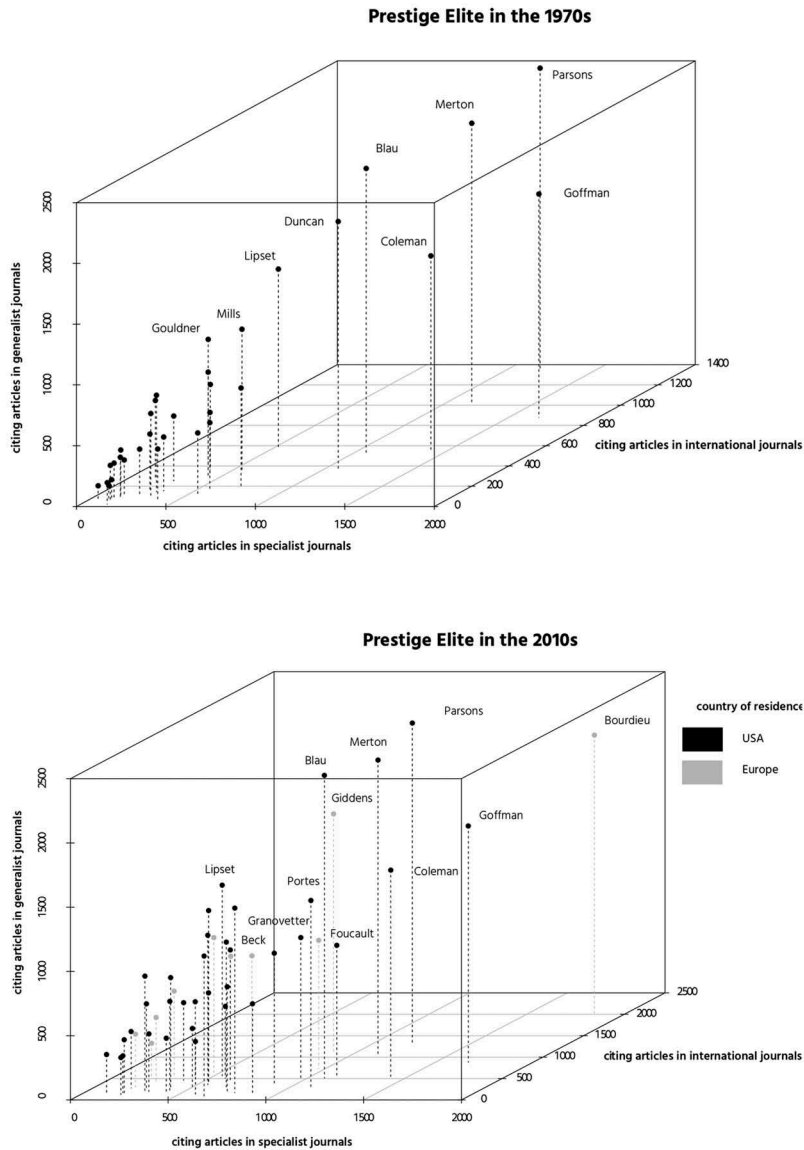 Prestige Elite in the 1970s
Parsons
Merton
Blau
Goffman
Duncan
Coleman
Lipset
Mills
Gouldner
citing articles in generalist journals
0
500
1000
1500
2000
2500
0
500
1000
1500
2000
citing articles in specialist journals
0
200
400
600
800
1000
1200
1400
citing articles in international journals
Prestige Elite in the 2010s
country of residence
USA
Europe
Parsons
Bourdieu
Merton
Blau
Giddens
Goffman
Lipset
Coleman
Portes
Granovetter
Beck
Foucault
citing articles in generalist journals
0
500
1000
1500
2000
2500
0
500
1000
1500
2000
citing articles in specialist journals
0
500
1000
1500
2000
2500
citing articles in international journals